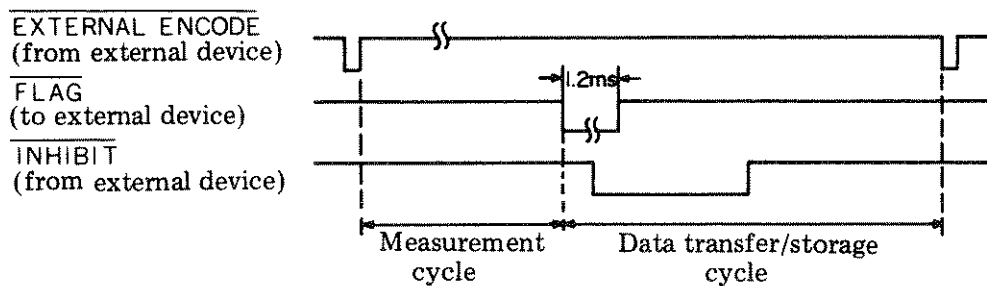 EXTERNAL ENCODE
(from external device)
FLAG
(to external device)
1.2ms
INHIBIT
(from external device)
Measurement
cycle
Data transfer/storage
cycle